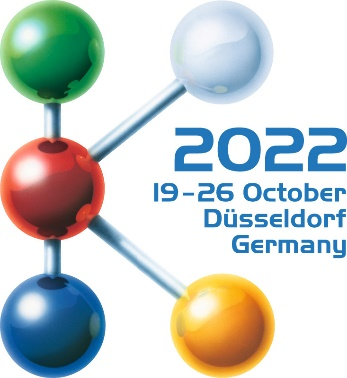 2022
19-26 October
Düsseldorf
Germany